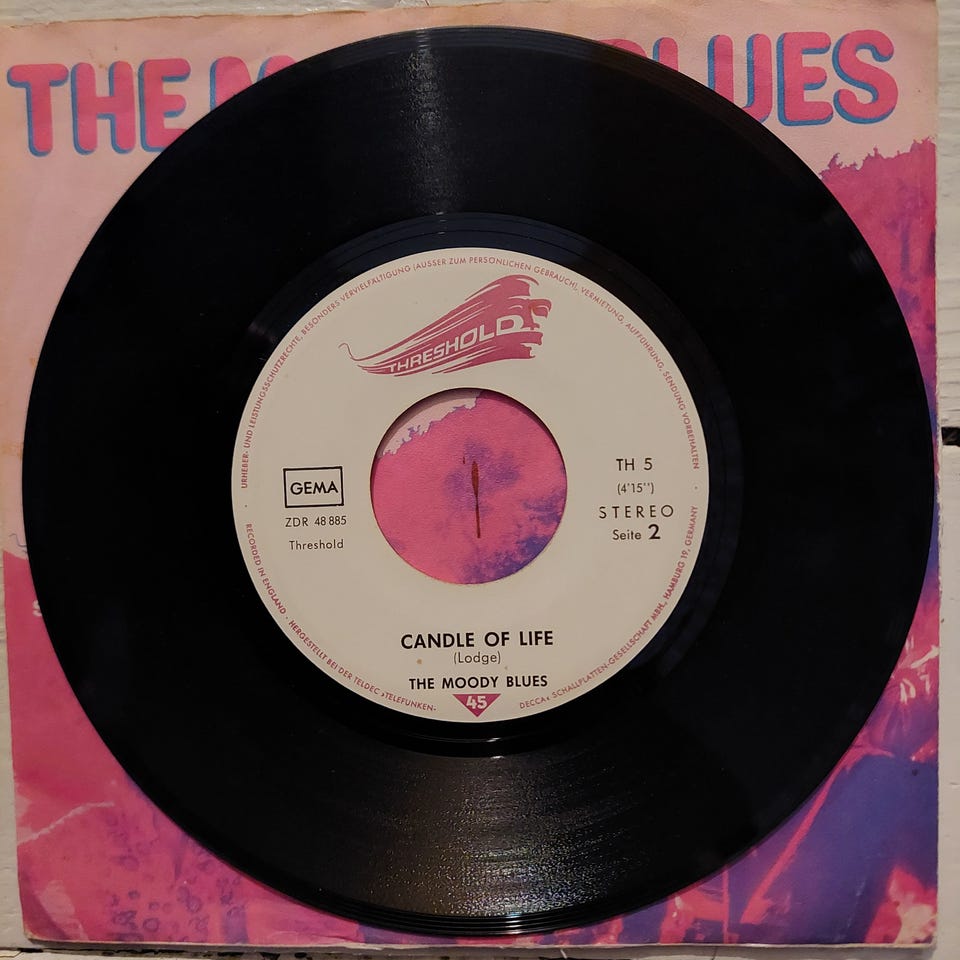 THE
BLUES
URHEBER- UND LEISTUNGSSCHUTZRECHTE, BESONDERS VERVIELFÄLTIGUNG (AUSSER ZUM PERSÖNLICHEN GEBRAUCH), VERMIETUNG, AUFFÜHRUNG, SENDUNG VORBEHALTEN
THRESHOLD
GEMA
ZDR 48 885
Threshold
TH 5
(4'15'')
STEREO
Seite 2
CANDLE OF LIFE
(Lodge)
THE MOODY BLUES
45
RECORDED IN ENGLAND · HERGESTELLT BEI DER TELDEC »TELEFUNKEN-DECCA« SCHALLPLATTEN-GESELLSCHAFT MBH., HAMBURG 19, GERMANY